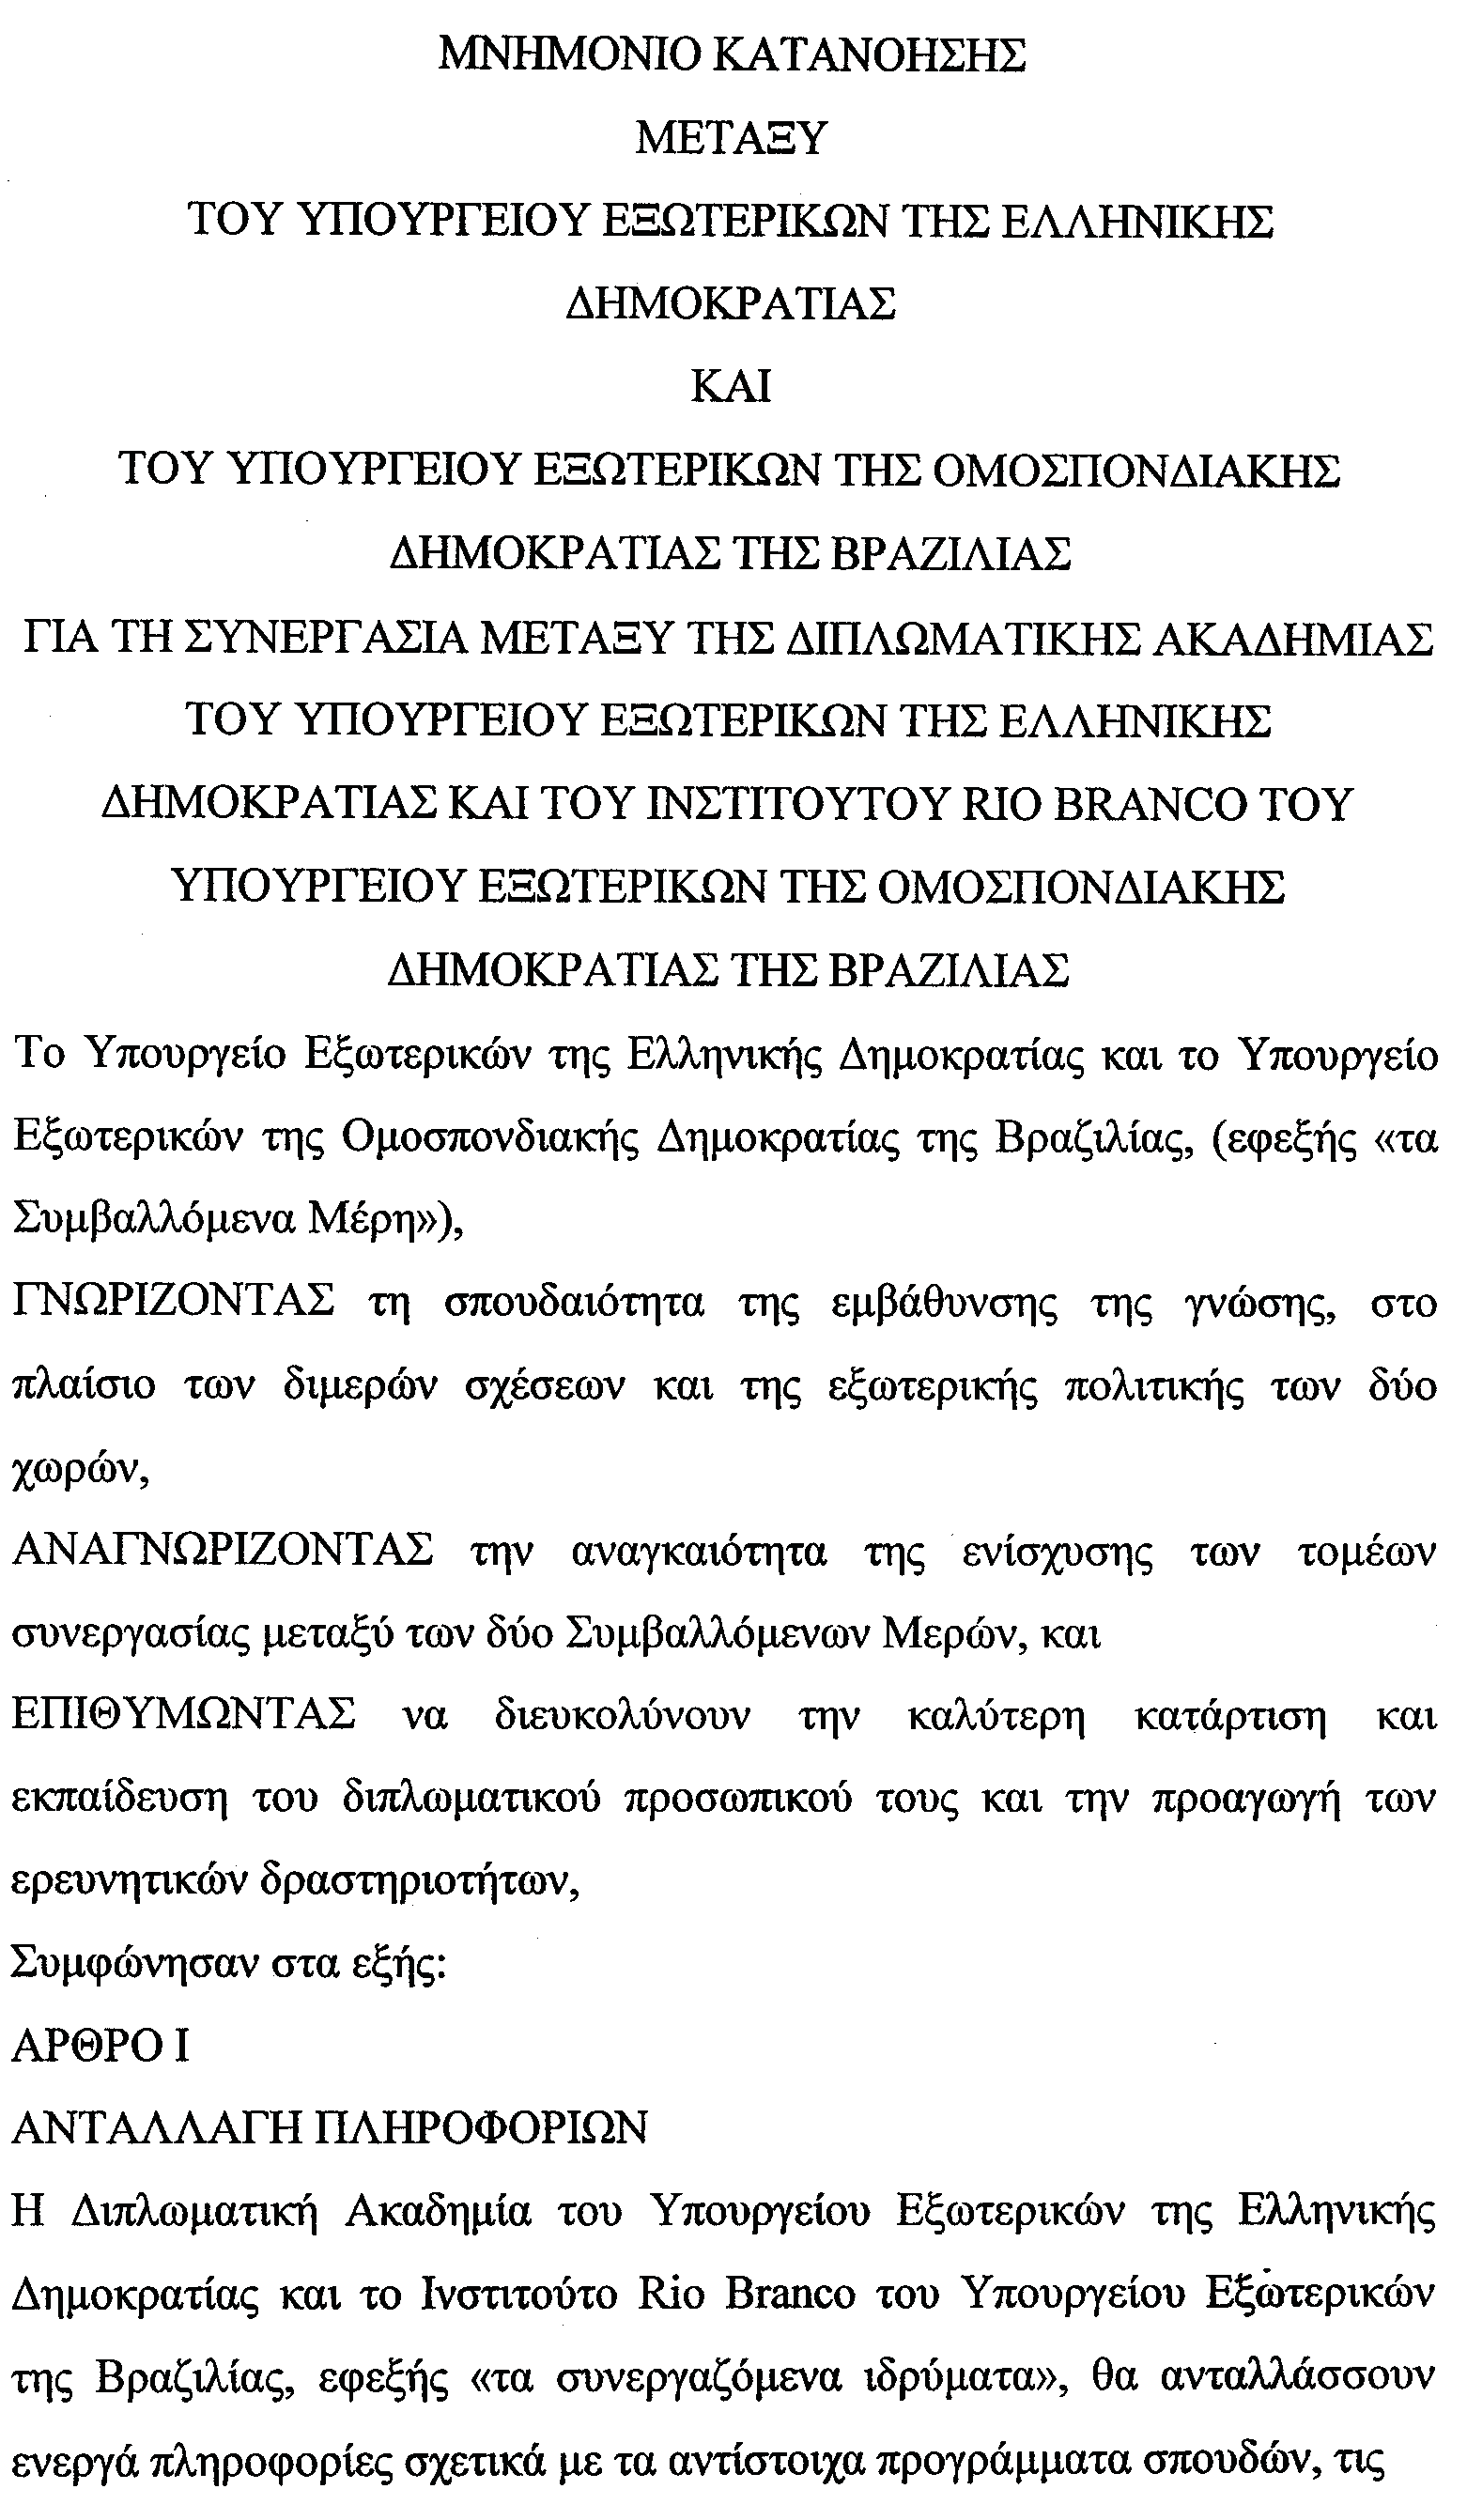 ΜΝΗΜΟΝΙΟ ΚΑΤΑΝΟΗΣΗΣ
ΜΕΤΑΞΥ
ΤΟΥ ΥΠΟΥΡΓΕΙΟΥ ΕΞΩΤΕΡΙΚΩΝ ΤΗΣ ΕΛΛΗΝΙΚΗΣ
ΔΗΜΟΚΡΑΤΙΑΣ
ΚΑΙ
ΤΟΥ ΥΠΟΥΡΓΕΙΟΥ ΕΞΩΤΕΡΙΚΩΝ ΤΗΣ ΟΜΟΣΠΟΝΔΙΑΚΗΣ
ΔΗΜΟΚΡΑΤΙΑΣ ΤΗΣ ΒΡΑΖΙΛΙΑΣ
ΓΙΑ ΤΗ ΣΥΝΕΡΓΑΣΙΑ ΜΕΤΑΞΥ ΤΗΣ ΔΙΠΛΩΜΑΤΙΚΗΣ ΑΚΑΔΗΜΙΑΣ
ΤΟΥ ΥΠΟΥΡΓΕΙΟΥ ΕΞΩΤΕΡΙΚΩΝ ΤΗΣ ΕΛΛΗΝΙΚΗΣ
ΔΗΜΟΚΡΑΤΙΑΣ ΚΑΙ ΤΟΥ ΙΝΣΤΙΤΟΥΤΟΥ RIO BRANCO ΤΟΥ
ΥΠΟΥΡΓΕΙΟΥ ΕΞΩΤΕΡΙΚΩΝ ΤΗΣ ΟΜΟΣΠΟΝΔΙΑΚΗΣ
ΔΗΜΟΚΡΑΤΙΑΣ ΤΗΣ ΒΡΑΖΙΛΙΑΣ
Το Υπουργείο Εξωτερικών της Ελληνικής Δημοκρατίας και το Υπουργείο
Εξωτερικών της Ομοσπονδιακής Δημοκρατίας της Βραζιλίας, (εφεξής «τα
Συμβαλλόμενα Μέρη»),
ΓΝΩΡΙΖΟΝΤΑΣ τη σπουδαιότητα της εμβάθυνσης της γνώσης, στο
πλαίσιο των διμερών σχέσεων και της εξωτερικής πολιτικής των δύο
χωρών,
ΑΝΑΓΝΩΡΙΖΟΝΤΑΣ την αναγκαιότητα της ενίσχυσης των τομέων
συνεργασίας μεταξύ των δύο Συμβαλλόμενων Μερών, και
ΕΠΙΘΥΜΩΝΤΑΣ να διευκολύνουν την καλύτερη κατάρτιση και
εκπαίδευση του διπλωματικού προσωπικού τους και την προαγωγή των
ερευνητικών δραστηριοτήτων,
Συμφώνησαν στα εξής:
ΑΡΘΡΟ Ι
ΑΝΤΑΛΛΑΓΗ ΠΛΗΡΟΦΟΡΙΩΝ
Η Διπλωματική Ακαδημία του Υπουργείου Εξωτερικών της Ελληνικής
Δημοκρατίας και το Ινστιτούτο Rio Branco του Υπουργείου Εξωτερικών
της Βραζιλίας, εφεξής «τα συνεργαζόμενα ιδρύματα», θα ανταλλάσσουν
ενεργά πληροφορίες σχετικά με τα αντίστοιχα προγράμματα σπουδών, τις